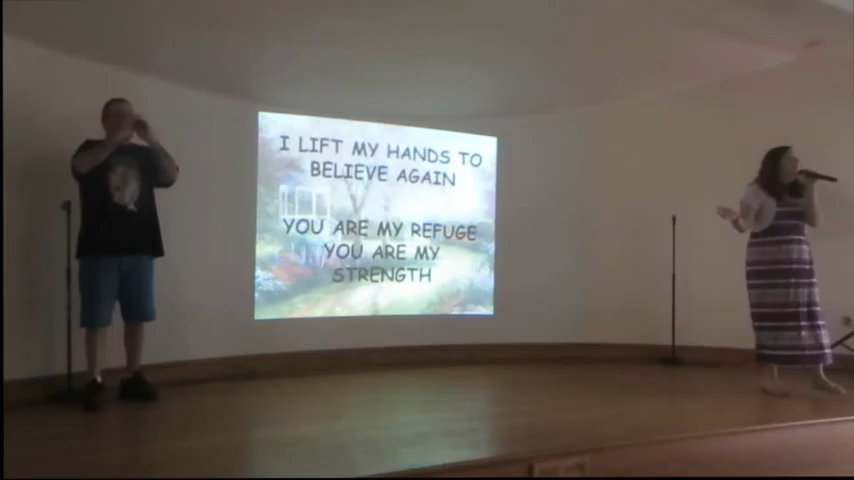 I LIFT MY HANDS TO
BELIEVE AGAIN
YOU ARE MY REFUGE
YOU ARE MY
STRENGTH